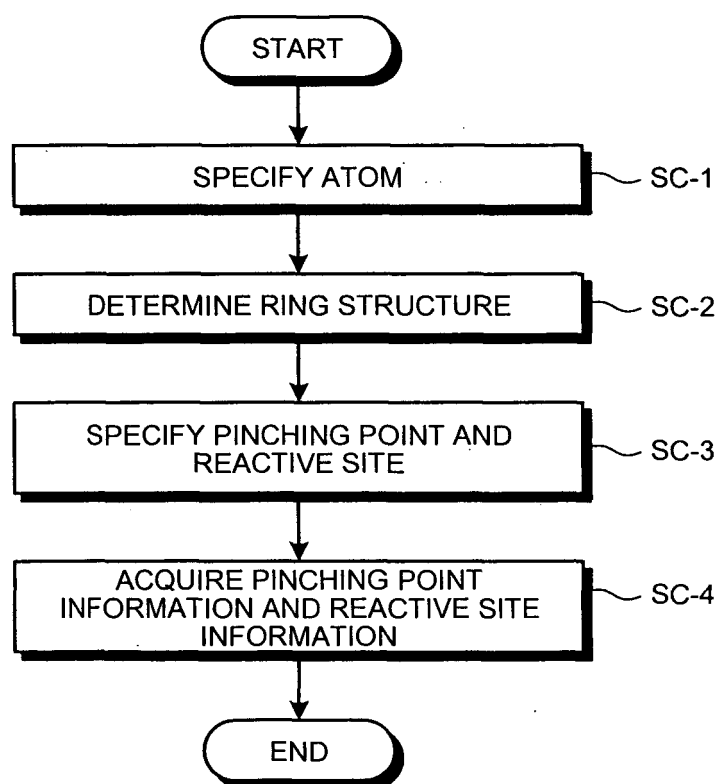 START
SPECIFY ATOM
SC-1
DETERMINE RING STRUCTURE
SC-2
SPECIFY PINCHING POINT AND
REACTIVE SITE
SC-3
ACQUIRE PINCHING POINT
INFORMATION AND REACTIVE SITE
INFORMATION
SC-4
END